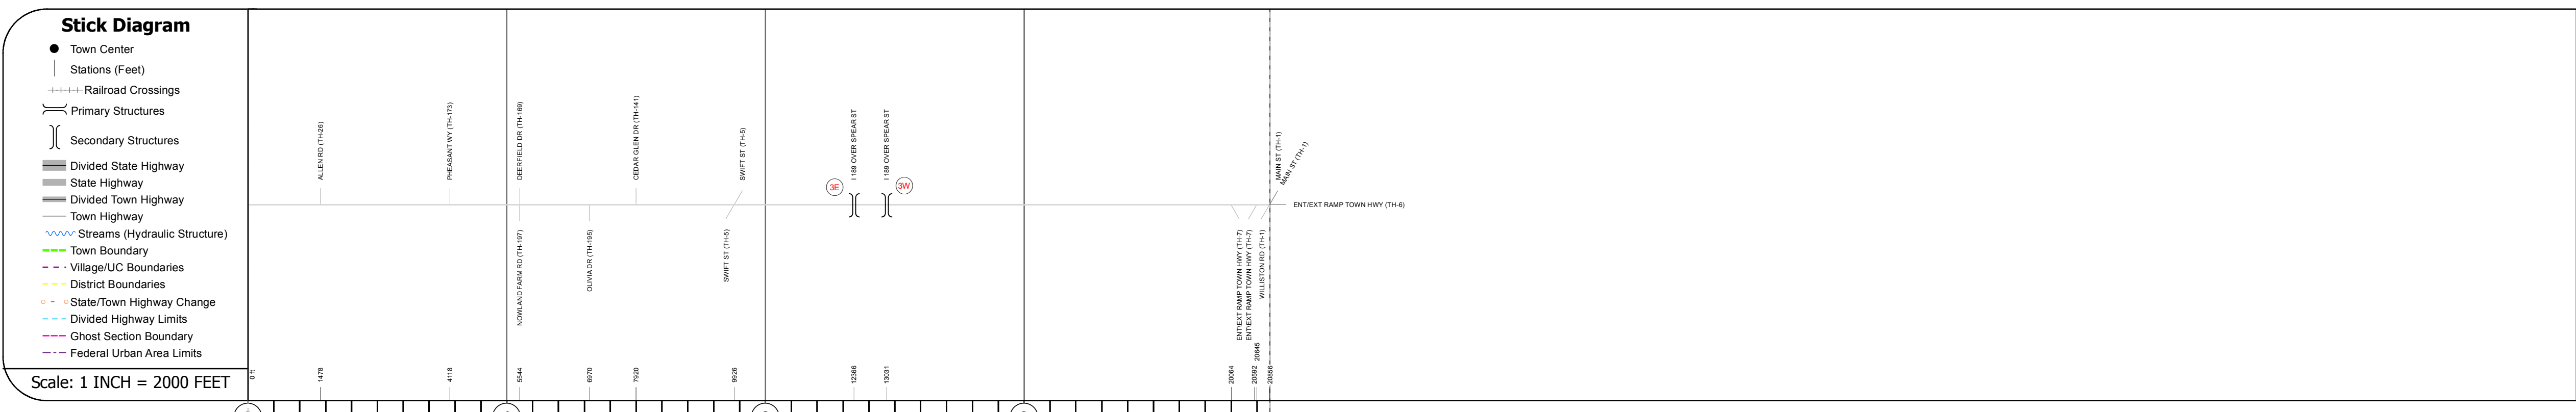 Stick Diagram
Town Center
Stations (Feet)
Railroad Crossings
Primary Structures
Secondary Structures
Divided State Highway
State Highway
Divided Town Highway
Town Highway
Streams (Hydraulic Structure)
Town Boundary
Village/UC Boundaries
District Boundaries
State/Town Highway Change
Divided Highway Limits
Ghost Section Boundary
Federal Urban Area Limits
Scale: 1 INCH = 2000 FEET
ALLEN RD (TH-26)
PHEASANT WY (TH-173)
DEERFIELD DR (TH-169)
CEDAR GLEN DR (TH-141)
SWIFT ST (TH-5)
3E
I 189 OVER SPEAR ST
I 189 OVER SPEAR ST
3W
MAIN ST (TH-1)
MAIN ST (TH-1)
ENT/EXT RAMP TOWN HWY (TH-6)
NOWLAND FARM RD (TH-197)
OLIVIA DR (TH-195)
SWIFT ST (TH-5)
ENT\EXT RAMP TOWN HWY (TH-7)
ENT\EXT RAMP TOWN HWY (TH-7)
WILLISTON RD (TH-1)
0 ft
1478
4118
5544
6970
7920
9926
12366
13031
20064
20592
20645
20856